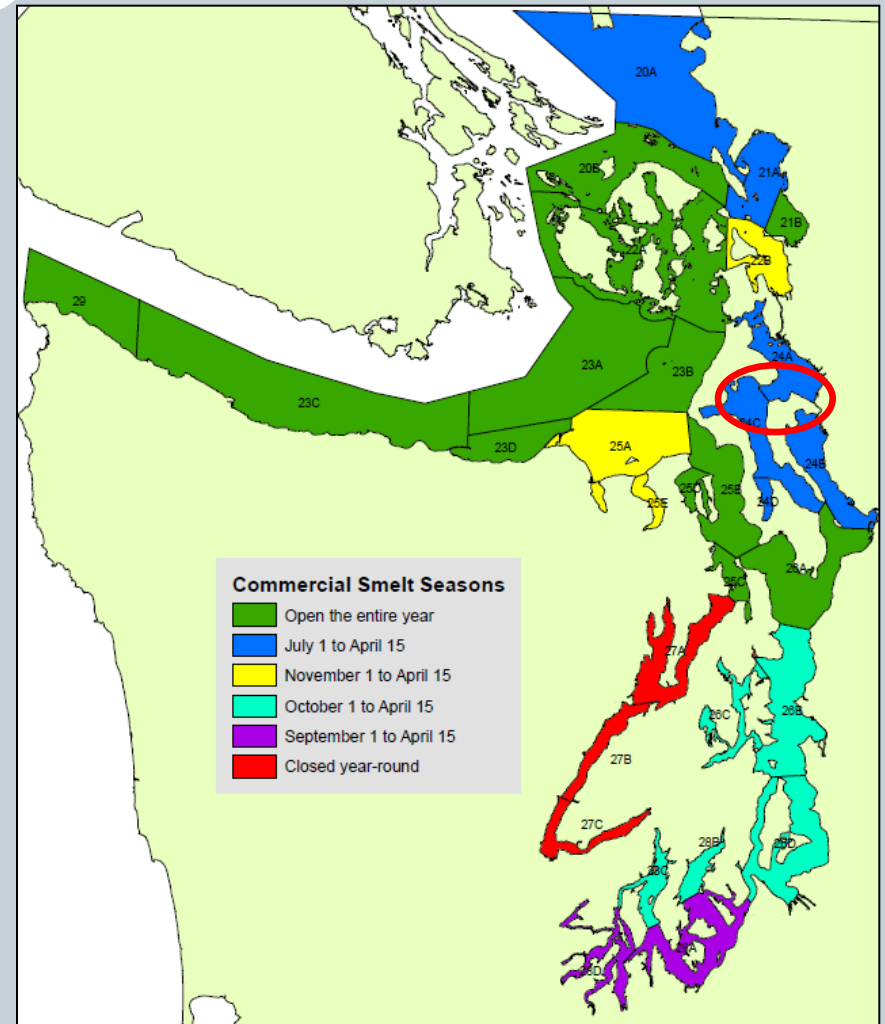 20A
21A
20B
21B
22A
22B
29
24A
23A
23B
23C
24C
23D
25A
24B
25D
25B
25E
24D
26A
25C
Commercial Smelt Seasons
Open the entire year
July 1 to April 15
November 1 to April 15
October 1 to April 15
September 1 to April 15
Closed year-round
27A
26C
26B
27B
27C
28B
26D
28C
28A
28D